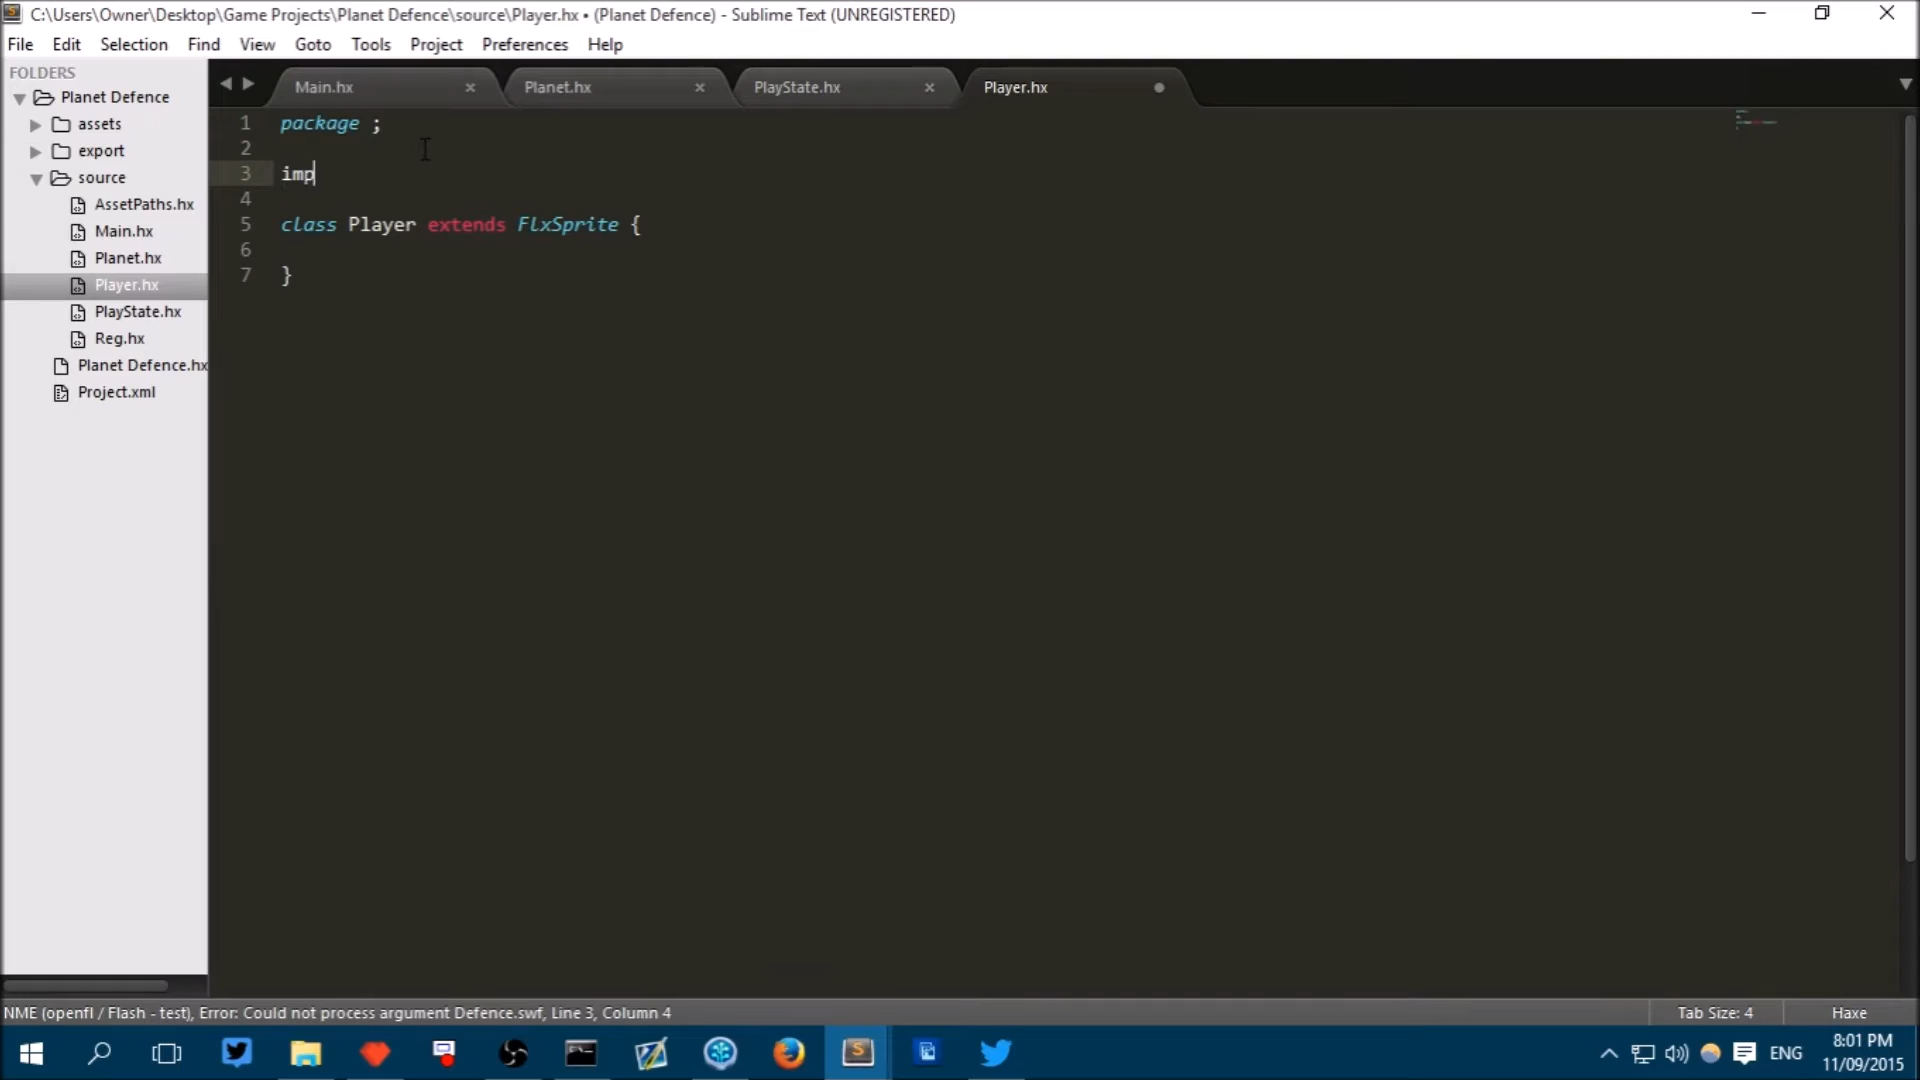 C:\Users\Owner\Desktop\Game Projects\Planet Defence\source\Player.hx • (Planet Defence) - Sublime Text (UNREGISTERED)
File Edit Selection Find View Goto Tools Project Preferences Help
FOLDERS
Planet Defence
assets
export
source
AssetPaths.hx
Main.hx
Planet.hx
Player.hx
PlayState.hx
Reg.hx
Planet Defence.hx
Project.xml
Main.hx × Planet.hx × PlayState.hx × Player.hx
1 package ;
2
3 imp
4
5 class Player extends FlxSprite {
6
7 }
NME (openfl / Flash - test), Error: Could not process argument Defence.swf, Line 3, Column 4 Tab Size: 4 Haxe
ENG 8:01 PM
11/09/2015